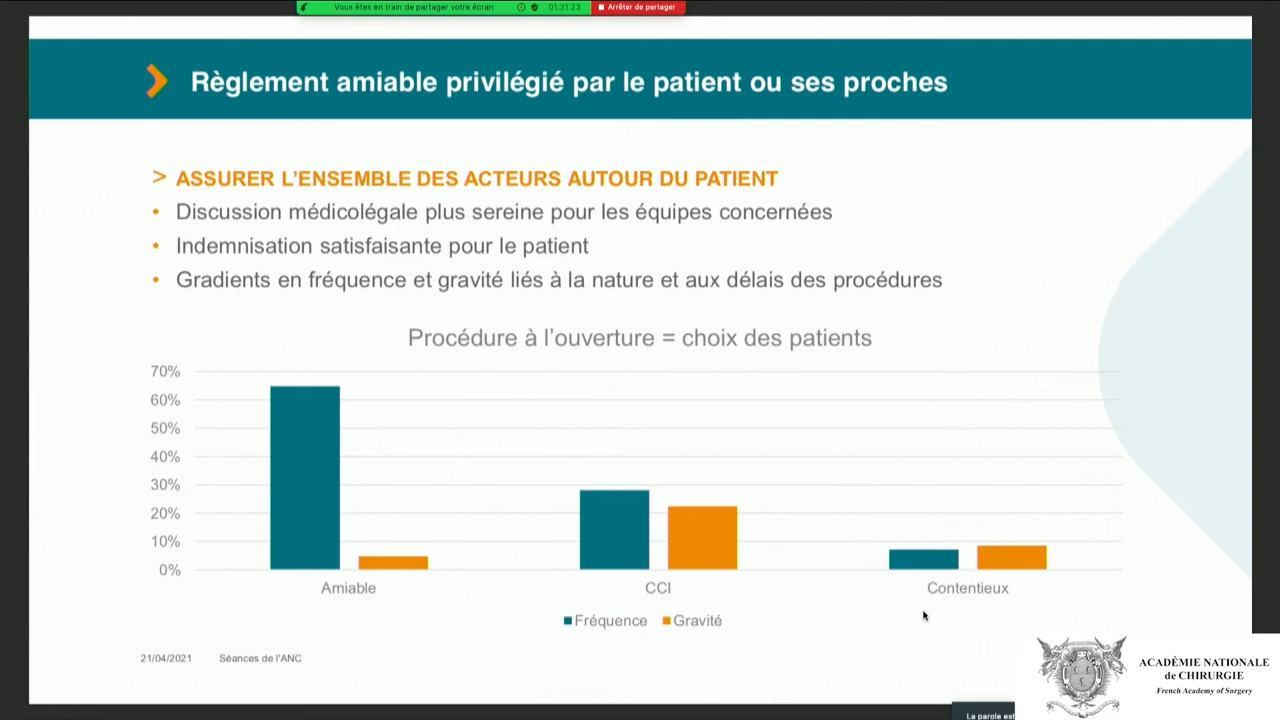 Vous êtes en train de partager votre écran
01:31:23
Arrêter de partager
Règlement amiable privilégié par le patient ou ses proches
> ASSURER L'ENSEMBLE DES ACTEURS AUTOUR DU PATIENT
• Discussion médicolégale plus sereine pour les équipes concernées
• Indemnisation satisfaisante pour le patient
• Gradients en fréquence et gravité liés à la nature et aux délais des procédures
Procédure à l'ouverture = choix des patients
70%
60%
50%
40%
30%
20%
10%
0%
Amiable
CCI
Contentieux
Fréquence
Gravité
21/04/2021
Séances de l'ANC
ACADÉMIE NATIONALE
de CHIRURGIE
French Academy of Surgery
La parole est